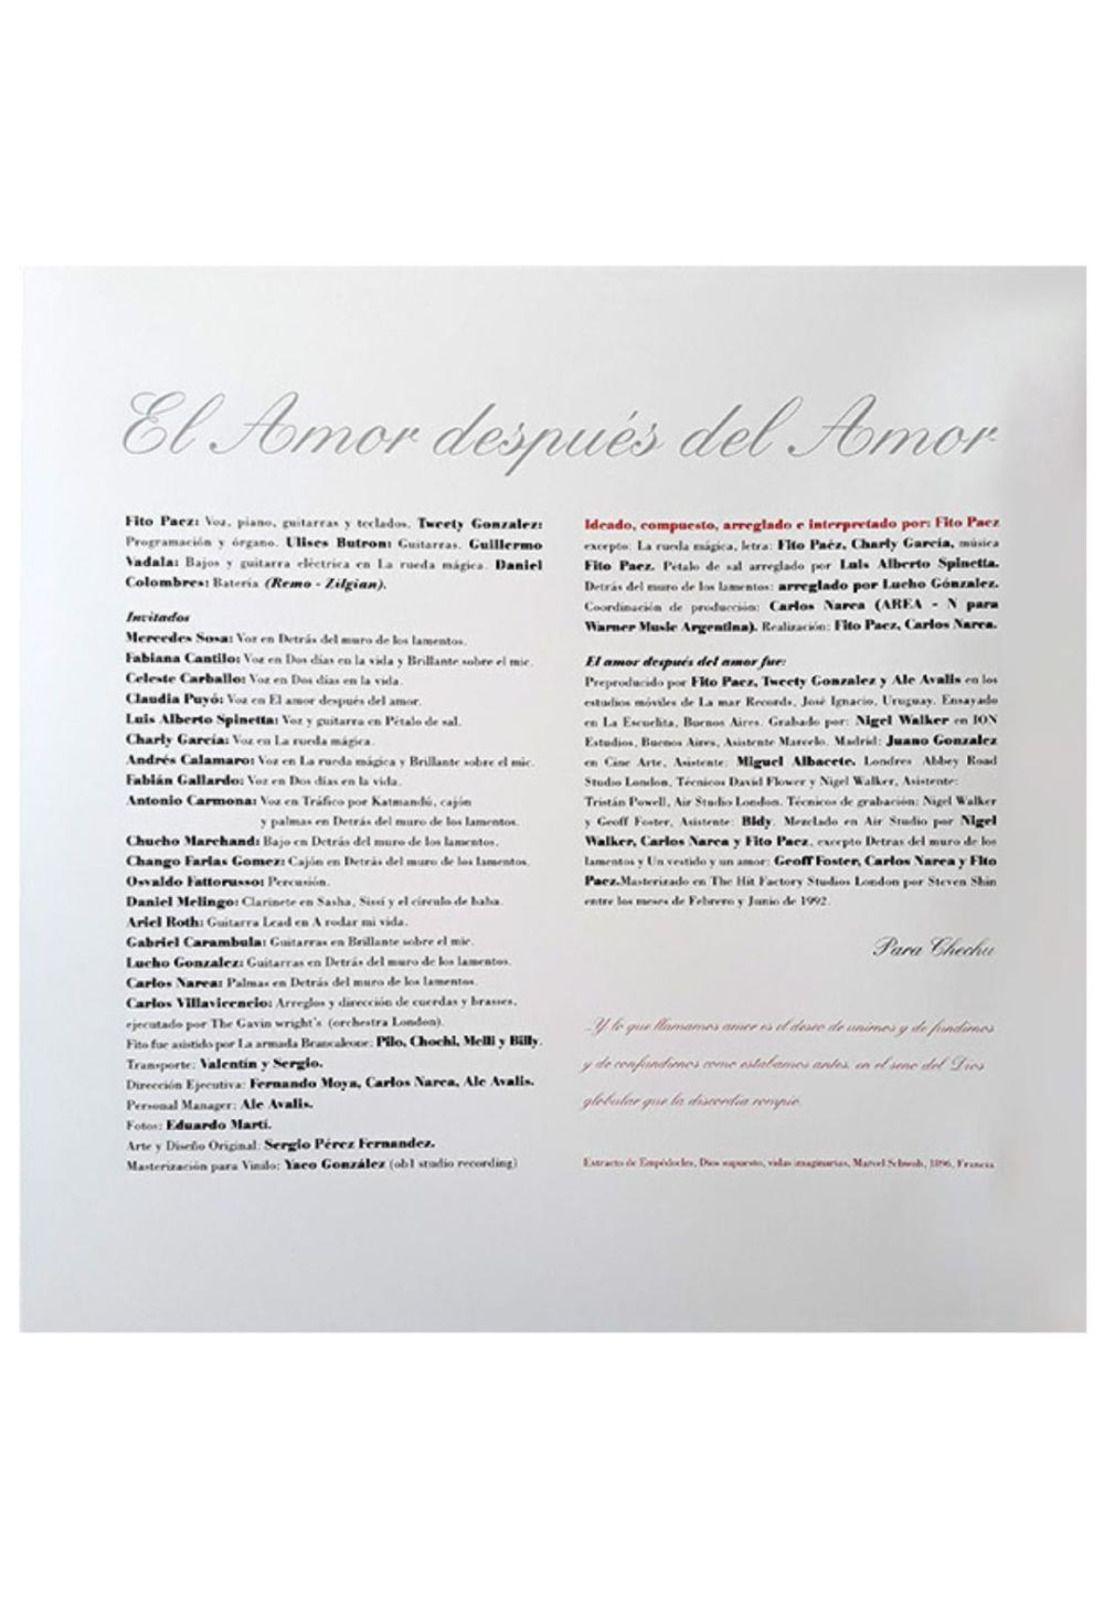 El Amor después del Amor
Fito Paez: Voz, piano, guitarras y teclados. Tweety Gonzalez:
Programación y órgano. Ulises Butron: Guitarras. Guillermo
Vadala: Bajos y guitarra eléctrica en La rueda mágica. Daniel
Colombres: Batería (Remo - Zilgian).
Invitados
Mercedes Sosa: Voz en Detrás del muro de los lamentos.
Fabiana Cantilo: Voz en Dos días en la vida y Brillante sobre el mic.
Celeste Carballo: Voz en Dos días en la vida.
Claudia Puyó: Voz en El amor después del amor.
Luis Alberto Spinetta: Voz y guitarra en Pétalo de sal.
Charly García: Voz en La rueda mágica.
Andrés Calamaro: Voz en La rueda mágica y Brillante sobre el mic.
Fabián Gallardo: Voz en Dos días en la vida.
Antonio Carmona: Voz en Tráfico por Katmandú, cajón
y palmas en Detrás del muro de los lamentos.
Chucho Marchand: Bajo en Detrás del muro de los lamentos.
Chango Farías Gomez: Cajón en Detrás del muro de los lamentos.
Osvaldo Fattorusso: Percusión.
Daniel Melingo: Clarinete en Sasha, Sissí y el círculo de baba.
Ariel Roth: Guitarra Lead en A rodar mi vida.
Gabriel Carambula: Guitarras en Brillante sobre el mic.
Lucho Gonzalez: Guitarras en Detrás del muro de los lamentos.
Carlos Narea: Palmas en Detrás del muro de los lamentos.
Carlos Villavicencio: Arreglos y dirección de cuerdas y brasses,
ejecutado por The Gavin wright's (orchestra London).
Fito fue asistido por La armada Brancaleone: Pilo, Chochi, Melli y Billy.
Transporte: Valentín y Sergio.
Dirección Ejecutiva: Fernando Moya, Carlos Narea, Ale Avalis.
Personal Manager: Ale Avalis.
Fotos: Eduardo Martí.
Arte y Diseño Original: Sergio Pérez Fernandez.
Masterización para Vinilo: Yaco González (ob1 studio recording)
Ideado, compuesto, arreglado e interpretado por: Fito Paez
excepto: La rueda mágica, letra: Fito Paéz, Charly García, música
Fito Paez. Pétalo de sal arreglado por Luis Alberto Spinetta.
Detrás del muro de los lamentos: arreglado por Lucho Gónzalez.
Coordinación de producción: Carlos Narea (AREA - N para
Warner Music Argentina). Realización: Fito Paez, Carlos Narea.
El amor después del amor fue:
Preproducido por Fito Paez, Tweety Gonzalez y Ale Avalis en los
estudios móviles de La mar Records, José Ignacio, Uruguay. Ensayado
en La Escuelita, Buenos Aires. Grabado por: Nigel Walker en ION
Estudios, Buenos Aires, Asistente Marcelo. Madrid: Juano Gonzalez
en Cine Arte, Asistente: Miguel Albacete. Londres Abbey Road
Studio London, Técnicos David Flower y Nigel Walker, Asistente:
Tristán Powell, Air Studio London. Técnicos de grabación: Nigel Walker
y Geoff Foster, Asistente: Bidy. Mezclado en Air Studio por Nigel
Walker, Carlos Narea y Fito Paez, excepto Detras del muro de los
lamentos y Un vestido y un amor: Geoff Foster, Carlos Narea y Fito
Paez.Masterizado en The Hit Factory Studios London por Steven Shin
entre los meses de Febrero y Junio de 1992.
Para Chechu
...Y lo que llamamos amor es el deseo de unirnos y de fundirnos
y de confundirnos como estabamos antes, en el seno del Dios
globular que la discordia rompió.
Extracto de Empédocles, Dios supuesto, vidas imaginarias, Marcel Schwob, 1896, Francia